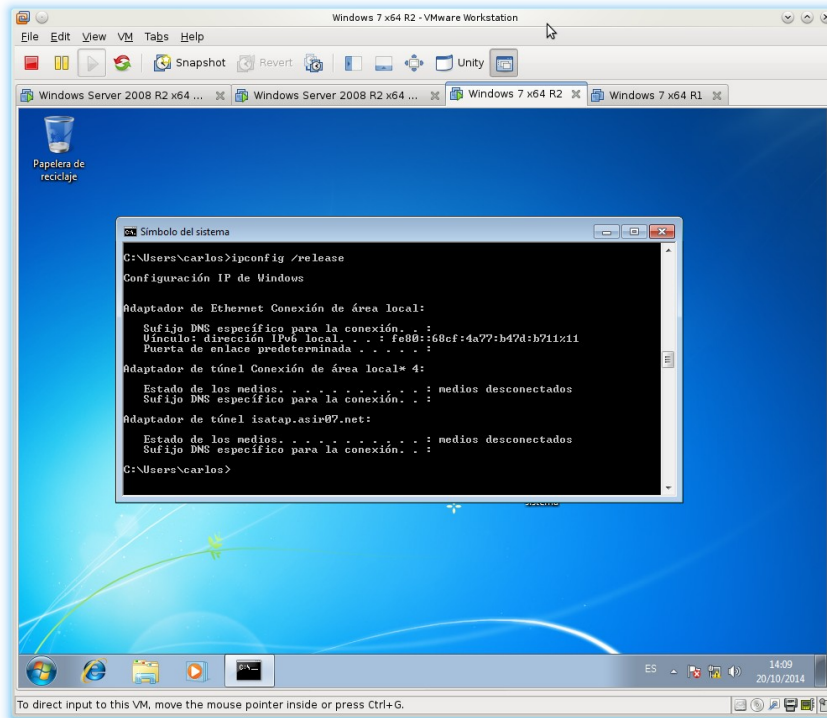 Windows 7 x64 R2 - VMware Workstation
File Edit View VM Tabs Help
Snapshot Revert Unity
Windows Server 2008 R2 x64 ... Windows Server 2008 R2 x64 ... Windows 7 x64 R2 Windows 7 x64 R1
Papelera de
reciclaje
Símbolo del sistema
C:\Users\carlos>ipconfig /release
Configuración IP de Windows
Adaptador de Ethernet Conexión de área local:
Sufijo DNS específico para la conexión. . :
Vínculo: dirección IPv6 local. . . : fe80::68cf:4a77:b47d:b711%11
Puerta de enlace predeterminada . . . . . :
Adaptador de túnel Conexión de área local* 4:
Estado de los medios. . . . . . . . . . . : medios desconectados
Sufijo DNS específico para la conexión. . :
Adaptador de túnel isatap.asir07.net:
Estado de los medios. . . . . . . . . . . : medios desconectados
Sufijo DNS específico para la conexión. . :
C:\Users\carlos>
sistema
ES 14:09
20/10/2014
To direct input to this VM, move the mouse pointer inside or press Ctrl+G.